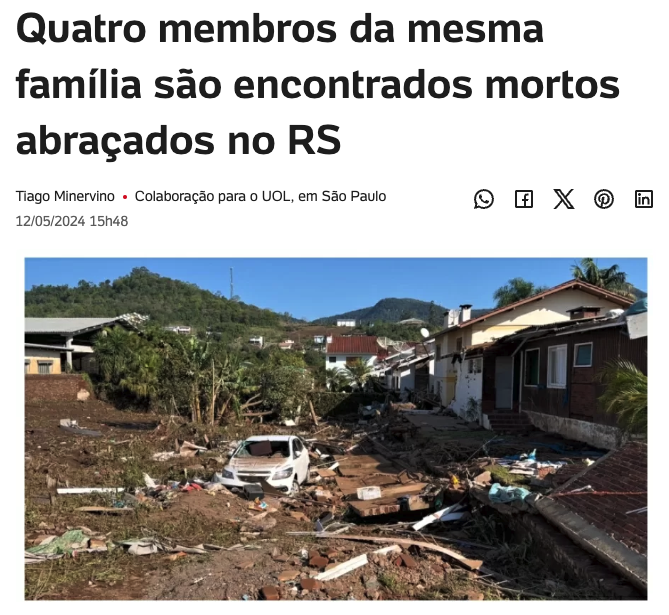 Quatro membros da mesma
família são encontrados mortos
abraçados no RS
Tiago Minervino • Colaboração para o UOL, em São Paulo
12/05/2024 15h48